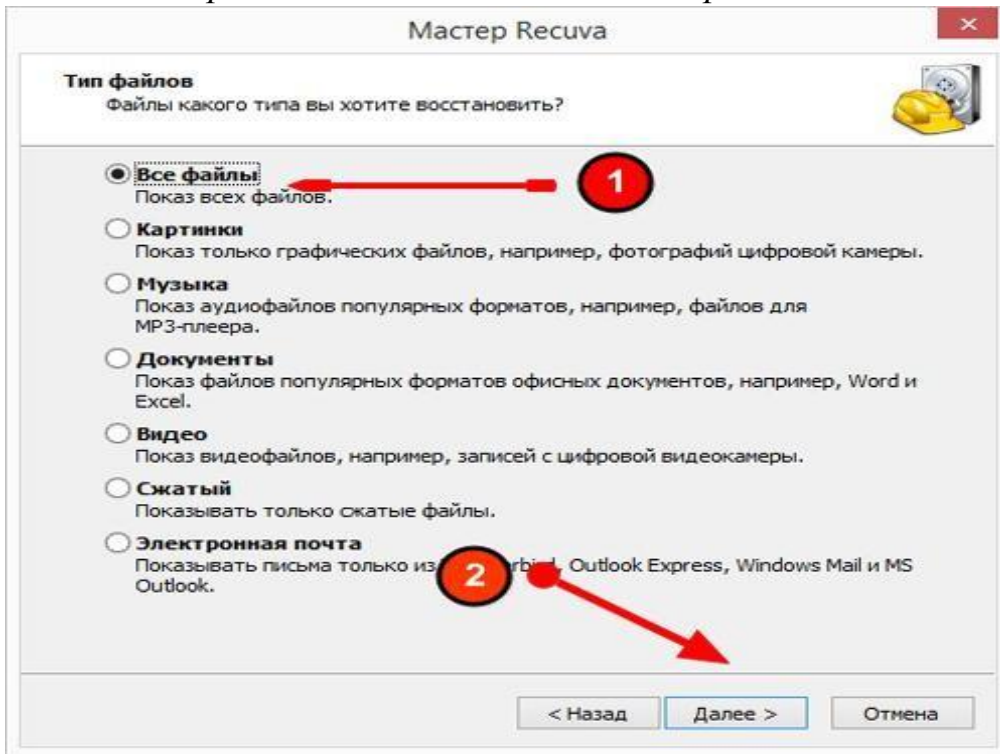 Мастер Recuva
Тип файлов
Файлы какого типа вы хотите восстановить?
Все файлы
1
Показ всех файлов.
Картинки
Показ только графических файлов, например, фотографий цифровой камеры.
Музыка
Показ аудиофайлов популярных форматов, например, файлов для
MP3-плеера.
Документы
Показ файлов популярных форматов офисных документов, например, Word и
Excel.
Видео
Показ видеофайлов, например, записей с цифровой видеокамеры.
Сжатый
Показывать только сжатые файлы.
Электронная почта
Показывать письма только из Outlook Express, Windows Mail и MS
2
Outlook.
< Назад Далее > Отмена